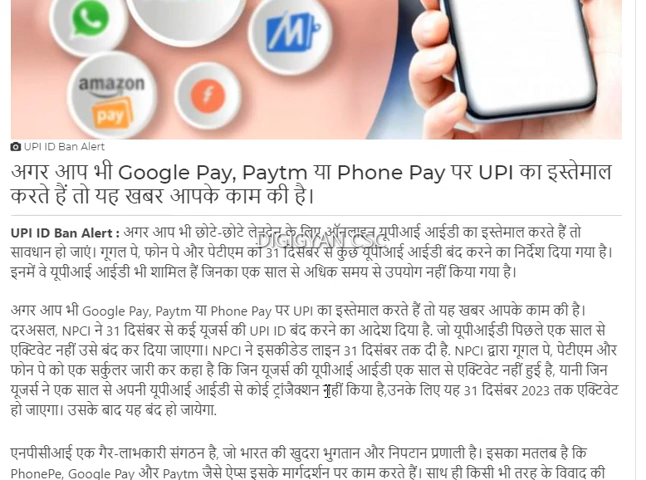 amazon
pay
UPI ID Ban Alert
अगर आप भी Google Pay, Paytm या Phone Pay पर UPI का इस्तेमाल
करते हैं तो यह खबर आपके काम की है।
UPI ID Ban Alert : अगर आप भी छोटे-छोटे लेनदेन के लिए ऑनलाइन यूपीआई आईडी का इस्तेमाल करते हैं तो
DIGIGYAN CSC
सावधान हो जाएं। गूगल पे, फोन पे और पेटीएम को 31 दिसंबर से कुछ यूपीआई आईडी बंद करने का निर्देश दिया गया है।
इनमें वे यूपीआई आईडी भी शामिल हैं जिनका एक साल से अधिक समय से उपयोग नहीं किया गया है।
अगर आप भी Google Pay, Paytm या Phone Pay पर UPI का इस्तेमाल करते हैं तो यह खबर आपके काम की है।
दरअसल, NPCI ने 31 दिसंबर से कई यूजर्स की UPI ID बंद करने का आदेश दिया है. जो यूपीआईडी पिछले एक साल से
एक्टिवेट नहीं उसे बंद कर दिया जाएगा। NPCI ने इसकीडेड लाइन 31 दिसंबर तक दी है. NPCI द्वारा गूगल पे, पेटीएम और
फोन पे को एक सर्कुलर जारी कर कहा है कि जिन यूजर्स की यूपीआई आईडी एक साल से एक्टिवेट नहीं हुई है, यानी जिन
यूजर्स ने एक साल से अपनी यूपीआई आईडी से कोई ट्रांजैक्शन नहीं किया है,उनके लिए यह 31 दिसंबर 2023 तक एक्टिवेट
हो जाएगा। उसके बाद यह बंद हो जायेगा.
एनपीसीआई एक गैर-लाभकारी संगठन है, जो भारत की खुदरा भुगतान और निपटान प्रणाली है। इसका मतलब है कि
PhonePe, Google Pay और Paytm जैसे ऐप्स इसके मार्गदर्शन पर काम करते हैं। साथ ही किसी भी तरह के विवाद की